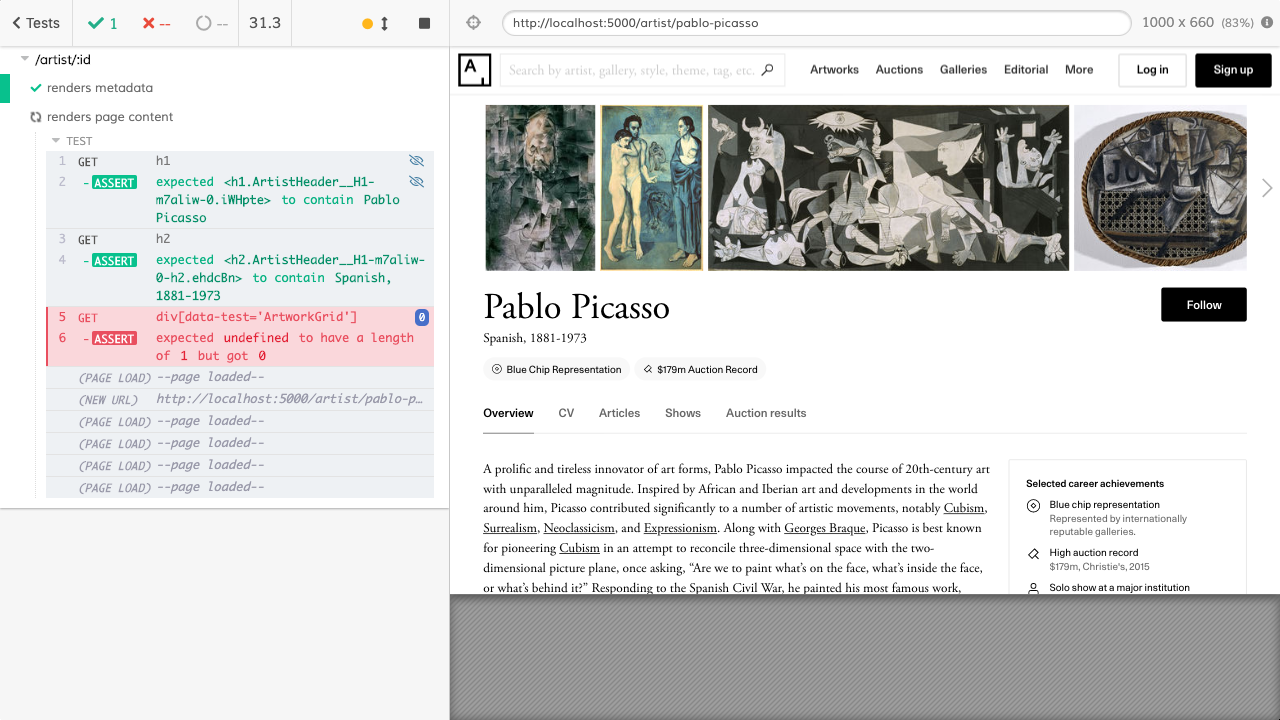 Tests
1
--
--
31.3
http://localhost:5000/artist/pablo-picasso
1000 x 660 (83%)
/artist/:id
renders metadata
renders page content
TEST
1 GET h1
2 -ASSERT expected <h1.ArtistHeader__H1-
m7aliw-0.iWHpte> to contain Pablo
Picasso
3 GET h2
4 -ASSERT expected <h2.ArtistHeader__H1-m7aliw-
0-h2.ehdcBn> to contain Spanish,
1881-1973
5 GET div[data-test='ArtworkGrid'] 0
6 -ASSERT expected undefined to have a length
of 1 but got 0
(PAGE LOAD) --page loaded--
(NEW URL) http://localhost:5000/artist/pablo-p…
(PAGE LOAD) --page loaded--
(PAGE LOAD) --page loaded--
(PAGE LOAD) --page loaded--
(PAGE LOAD) --page loaded--
A
Search by artist, gallery, style, theme, tag, etc.
Artworks Auctions Galleries Editorial More
Log in
Sign up
JOU
Pablo Picasso
Follow
Spanish, 1881-1973
Blue Chip Representation
$179m Auction Record
Overview CV Articles Shows Auction results
A prolific and tireless innovator of art forms, Pablo Picasso impacted the course of 20th-century art
with unparalleled magnitude. Inspired by African and Iberian art and developments in the world
around him, Picasso contributed significantly to a number of artistic movements, notably Cubism,
Surrealism, Neoclassicism, and Expressionism. Along with Georges Braque, Picasso is best known
for pioneering Cubism in an attempt to reconcile three-dimensional space with the two-
dimensional picture plane, once asking, “Are we to paint what’s on the face, what’s inside the face,
or what’s behind it?” Responding to the Spanish Civil War, he painted his most famous work,
Selected career achievements
Blue chip representation
Represented by internationally
reputable galleries.
High auction record
$179m, Christie's, 2015
Solo show at a major institution